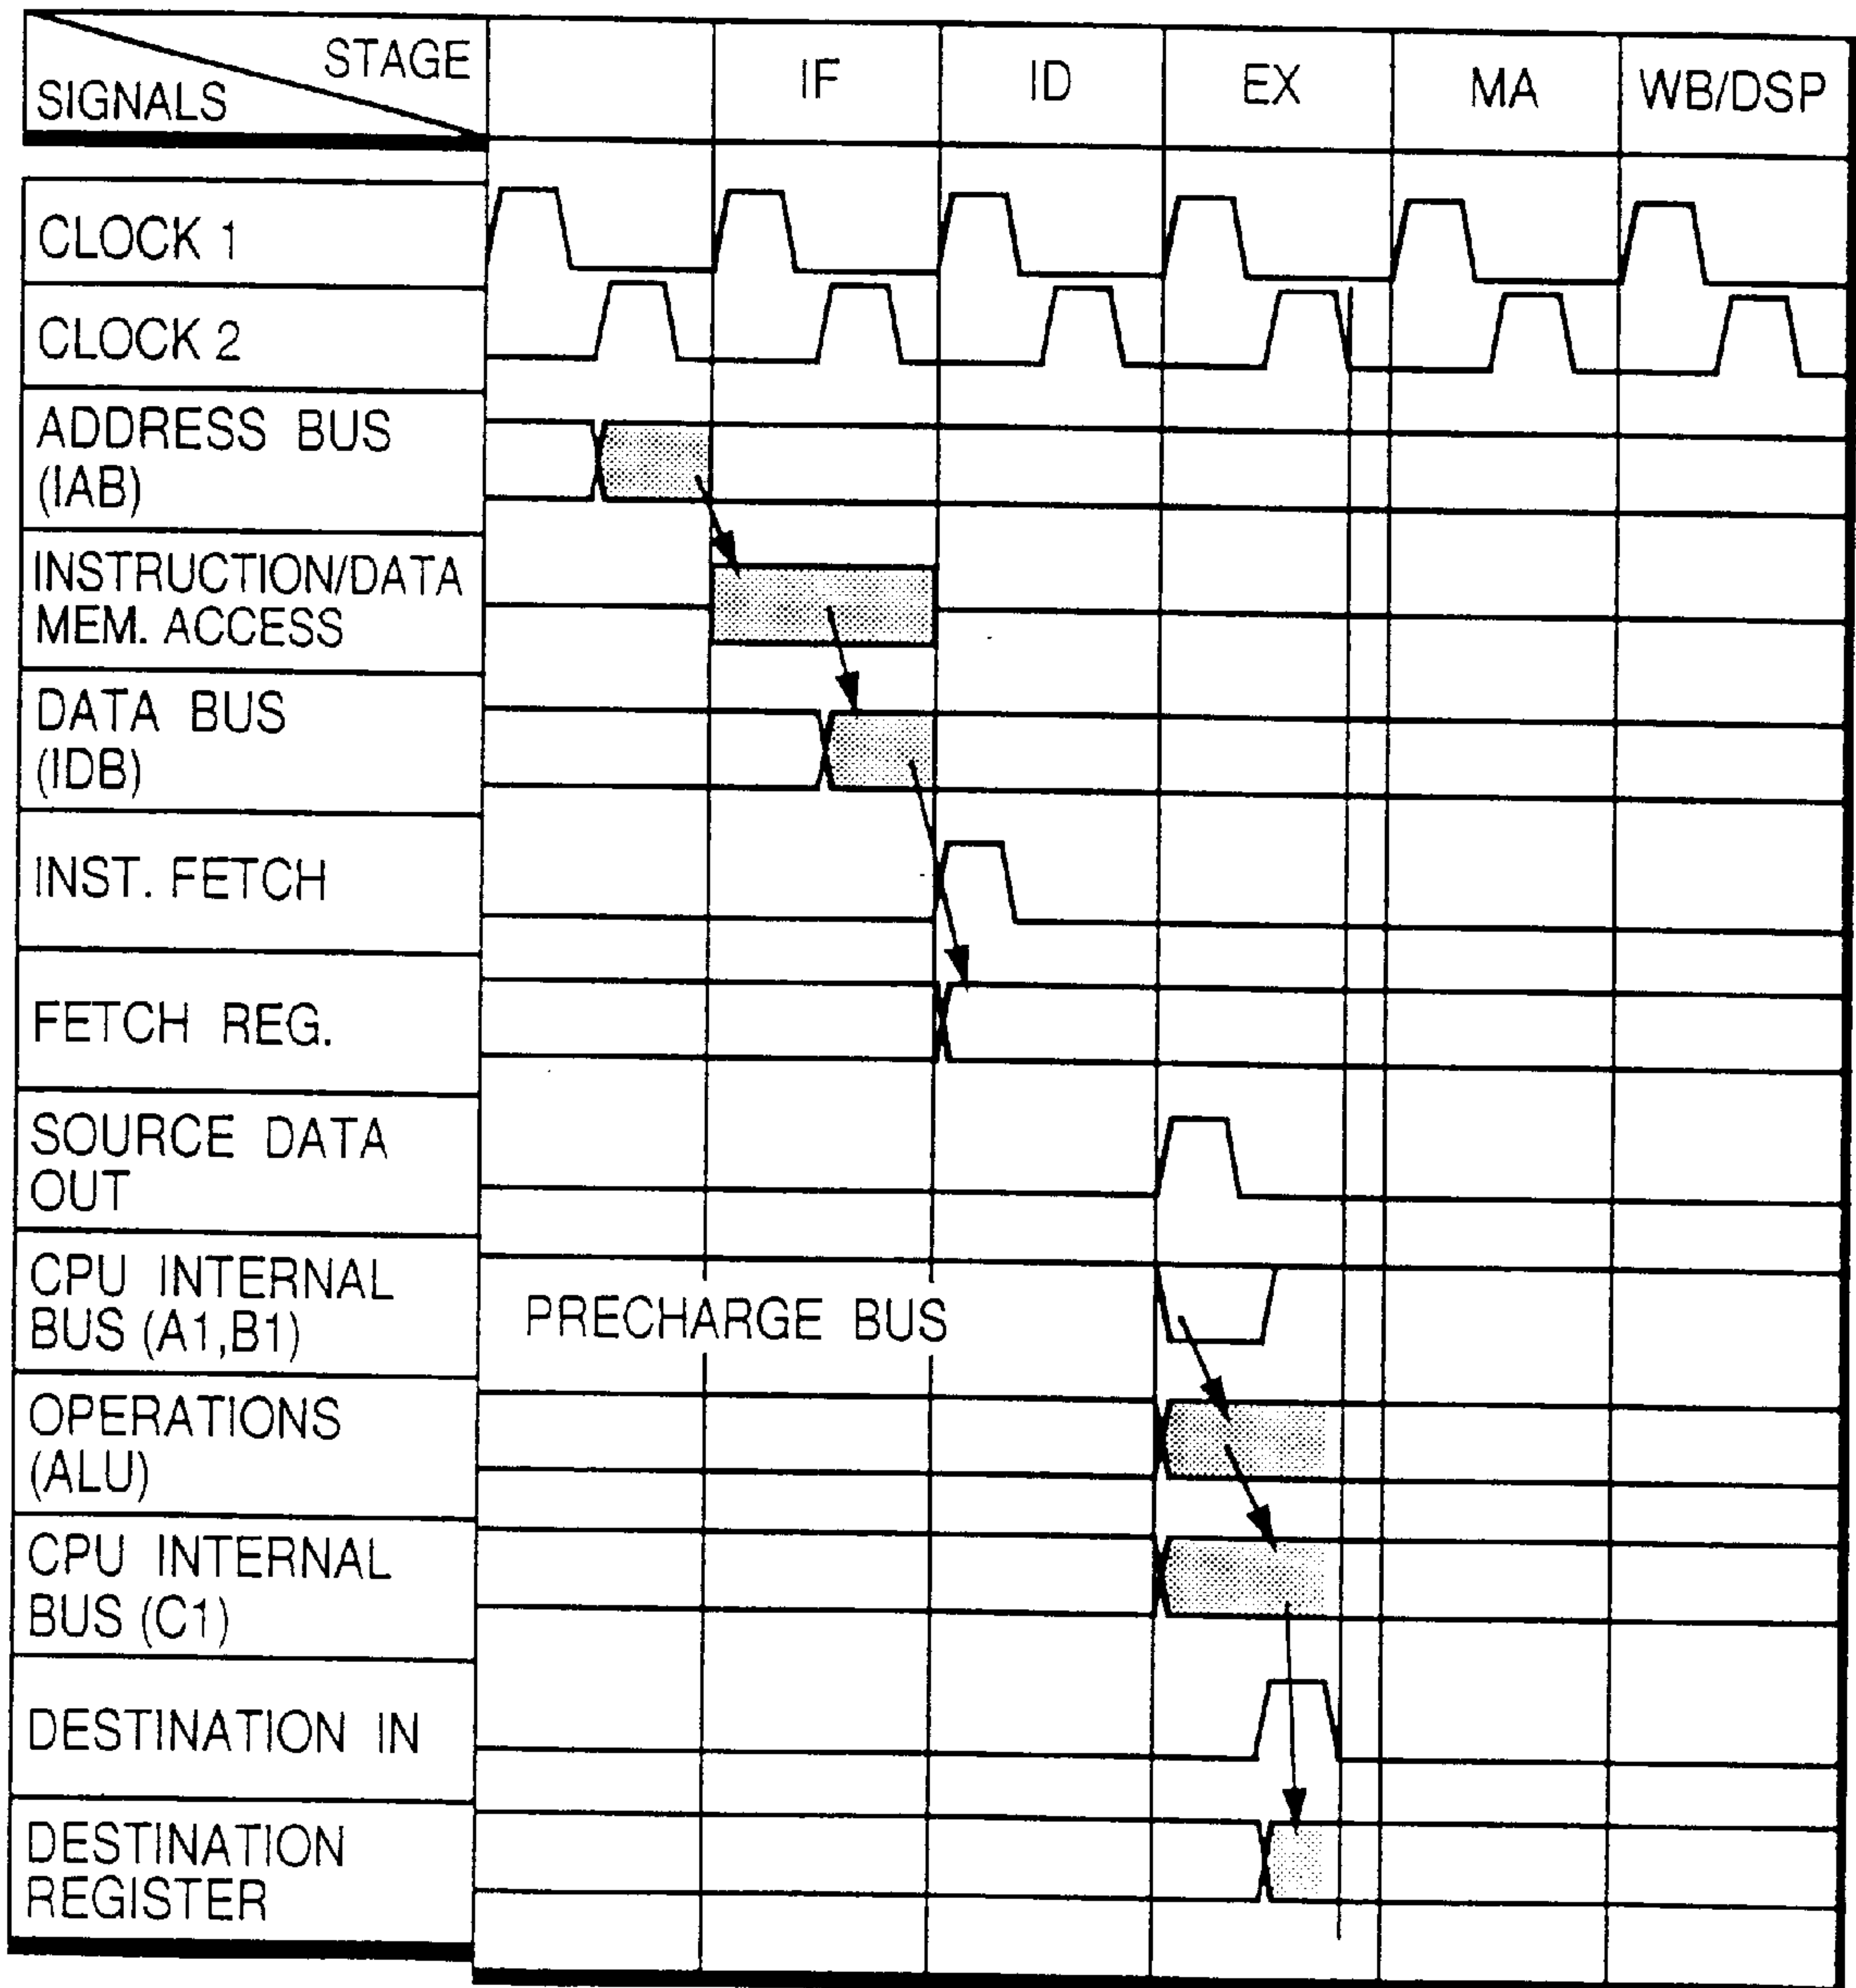 STAGE
SIGNALS
IF
ID
EX
MA
WB/DSP
CLOCK 1
CLOCK 2
ADDRESS BUS
(IAB)
INSTRUCTION/DATA
MEM. ACCESS
DATA BUS
(IDB)
INST. FETCH
FETCH REG.
SOURCE DATA
OUT
CPU INTERNAL
BUS (A1,B1)
PRECHARGE BUS
OPERATIONS
(ALU)
CPU INTERNAL
BUS (C1)
DESTINATION IN
DESTINATION
REGISTER